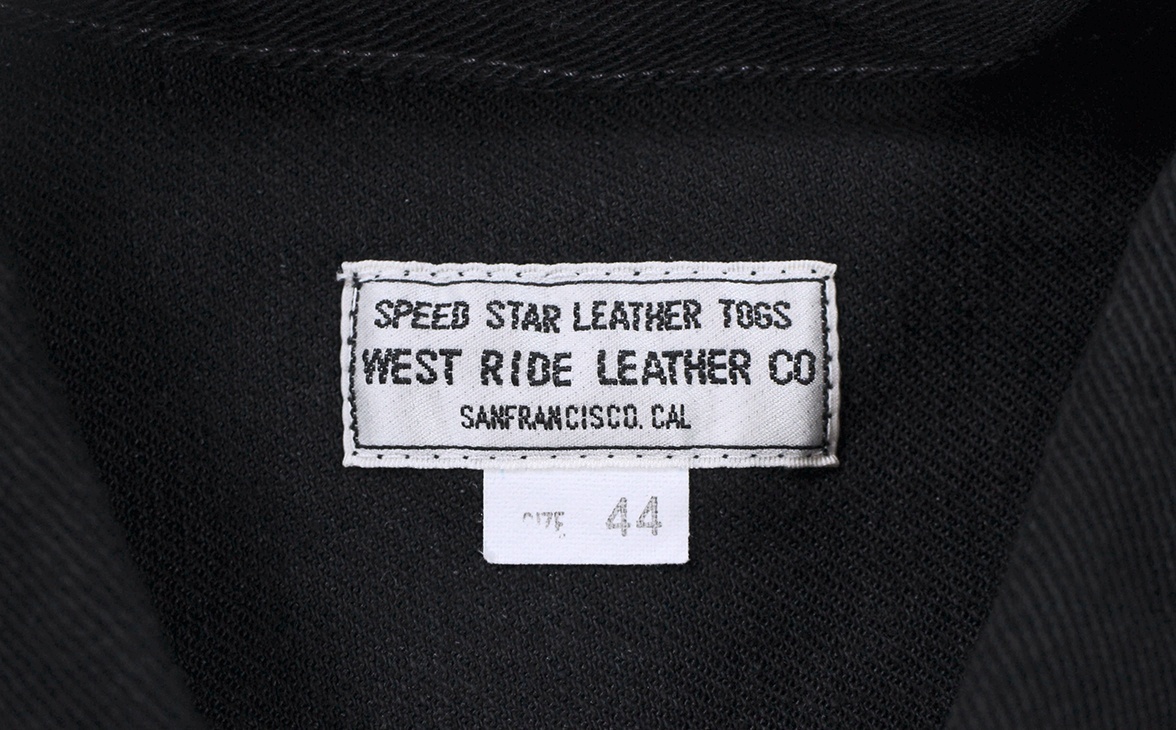 SPEED STAR LEATHER TOGS
WEST RIDE LEATHER CO
SANFRANCISCO. CAL
SIZE 44